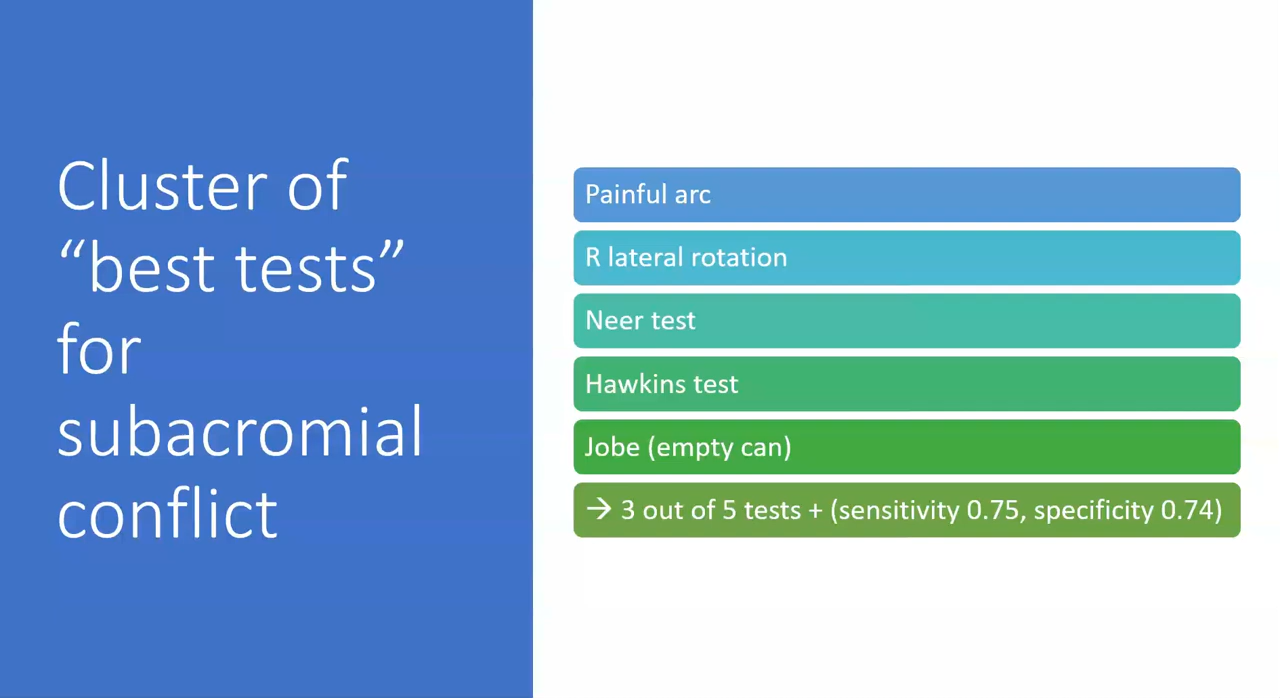 Cluster of
“best tests”
for
subacromial
conflict
Painful arc
R lateral rotation
Neer test
Hawkins test
Jobe (empty can)
→ 3 out of 5 tests + (sensitivity 0.75, specificity 0.74)